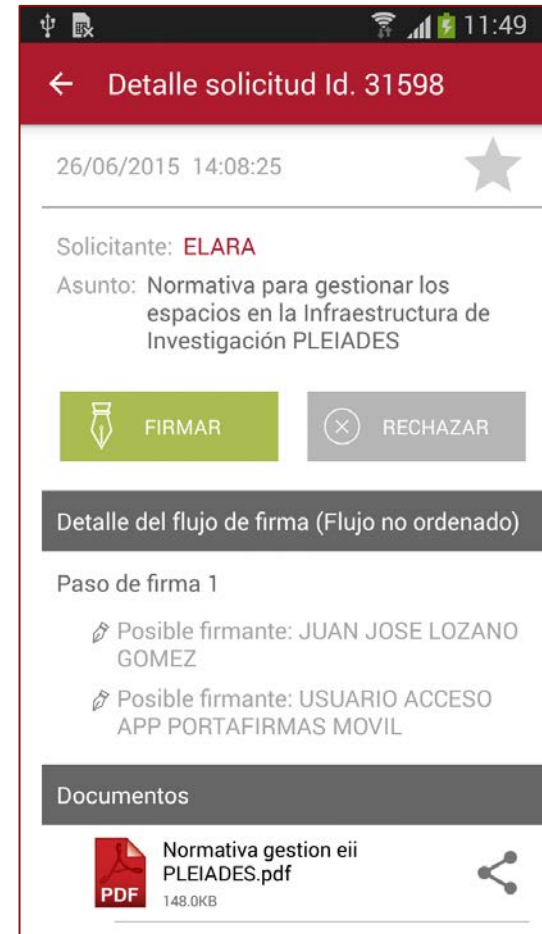 11:49
Detalle solicitud Id. 31598
26/06/2015 14:08:25
Solicitante: ELARA
Asunto: Normativa para gestionar los
espacios en la Infraestructura de
Investigación PLEIADES
FIRMAR
RECHAZAR
Detalle del flujo de firma (Flujo no ordenado)
Paso de firma 1
Posible firmante: JUAN JOSE LOZANO
GOMEZ
Posible firmante: USUARIO ACCESO
APP PORTAFIRMAS MOVIL
Documentos
PDF
Normativa gestion eii
PLEIADES.pdf
148.0KB